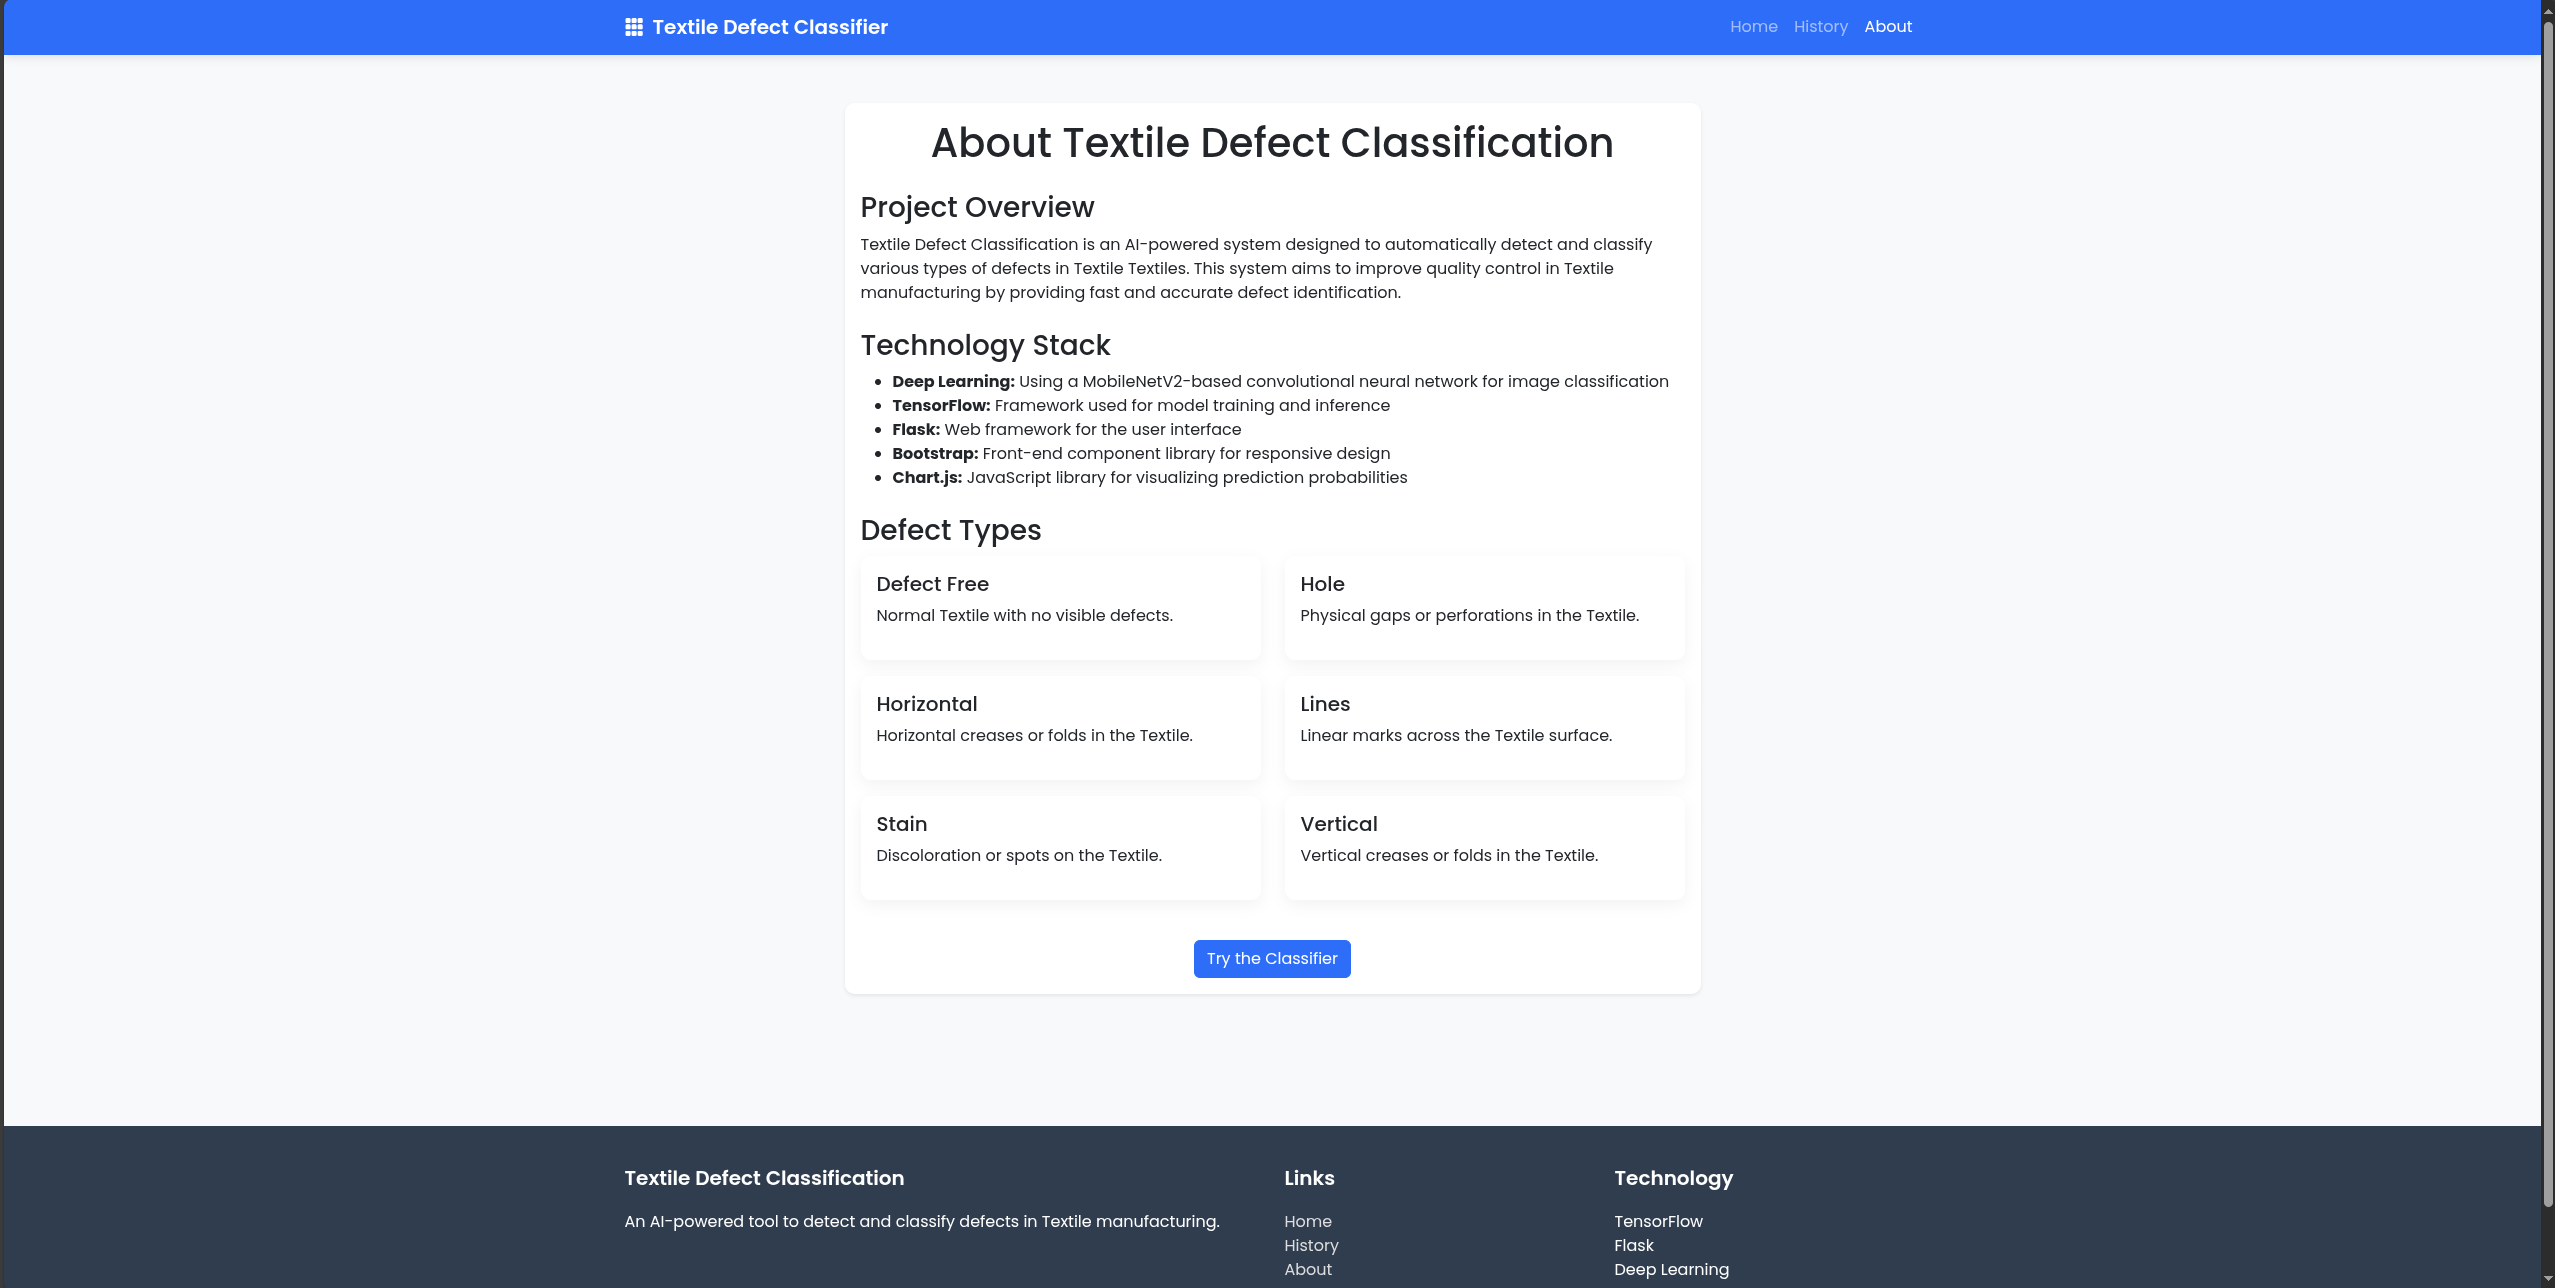 Textile Defect Classifier
Home History About
About Textile Defect Classification
Project Overview
Textile Defect Classification is an AI-powered system designed to automatically detect and classify
various types of defects in Textile Textiles. This system aims to improve quality control in Textile
manufacturing by providing fast and accurate defect identification.
Technology Stack
Deep Learning: Using a MobileNetV2-based convolutional neural network for image classification
TensorFlow: Framework used for model training and inference
Flask: Web framework for the user interface
Bootstrap: Front-end component library for responsive design
Chart.js: JavaScript library for visualizing prediction probabilities
Defect Types
Defect Free
Normal Textile with no visible defects.
Hole
Physical gaps or perforations in the Textile.
Horizontal
Horizontal creases or folds in the Textile.
Lines
Linear marks across the Textile surface.
Stain
Discoloration or spots on the Textile.
Vertical
Vertical creases or folds in the Textile.
Try the Classifier
Textile Defect Classification
An AI-powered tool to detect and classify defects in Textile manufacturing.
Links
Home
History
About
Technology
TensorFlow
Flask
Deep Learning